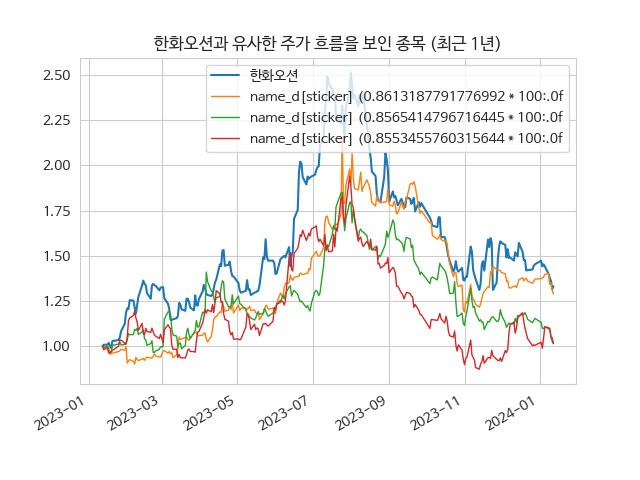 한화오션과 유사한 주가 흐름을 보인 종목 (최근 1년)
한화오션
name_d[sticker] (0.8613187791776992 * 100:.0f
name_d[sticker] (0.8565414796716445 * 100:.0f
name_d[sticker] (0.8553455760315644 * 100:.0f
2.50
2.25
2.00
1.75
1.50
1.25
1.00
2023-01
2023-03
2023-05
2023-07
2023-09
2023-11
2024-01